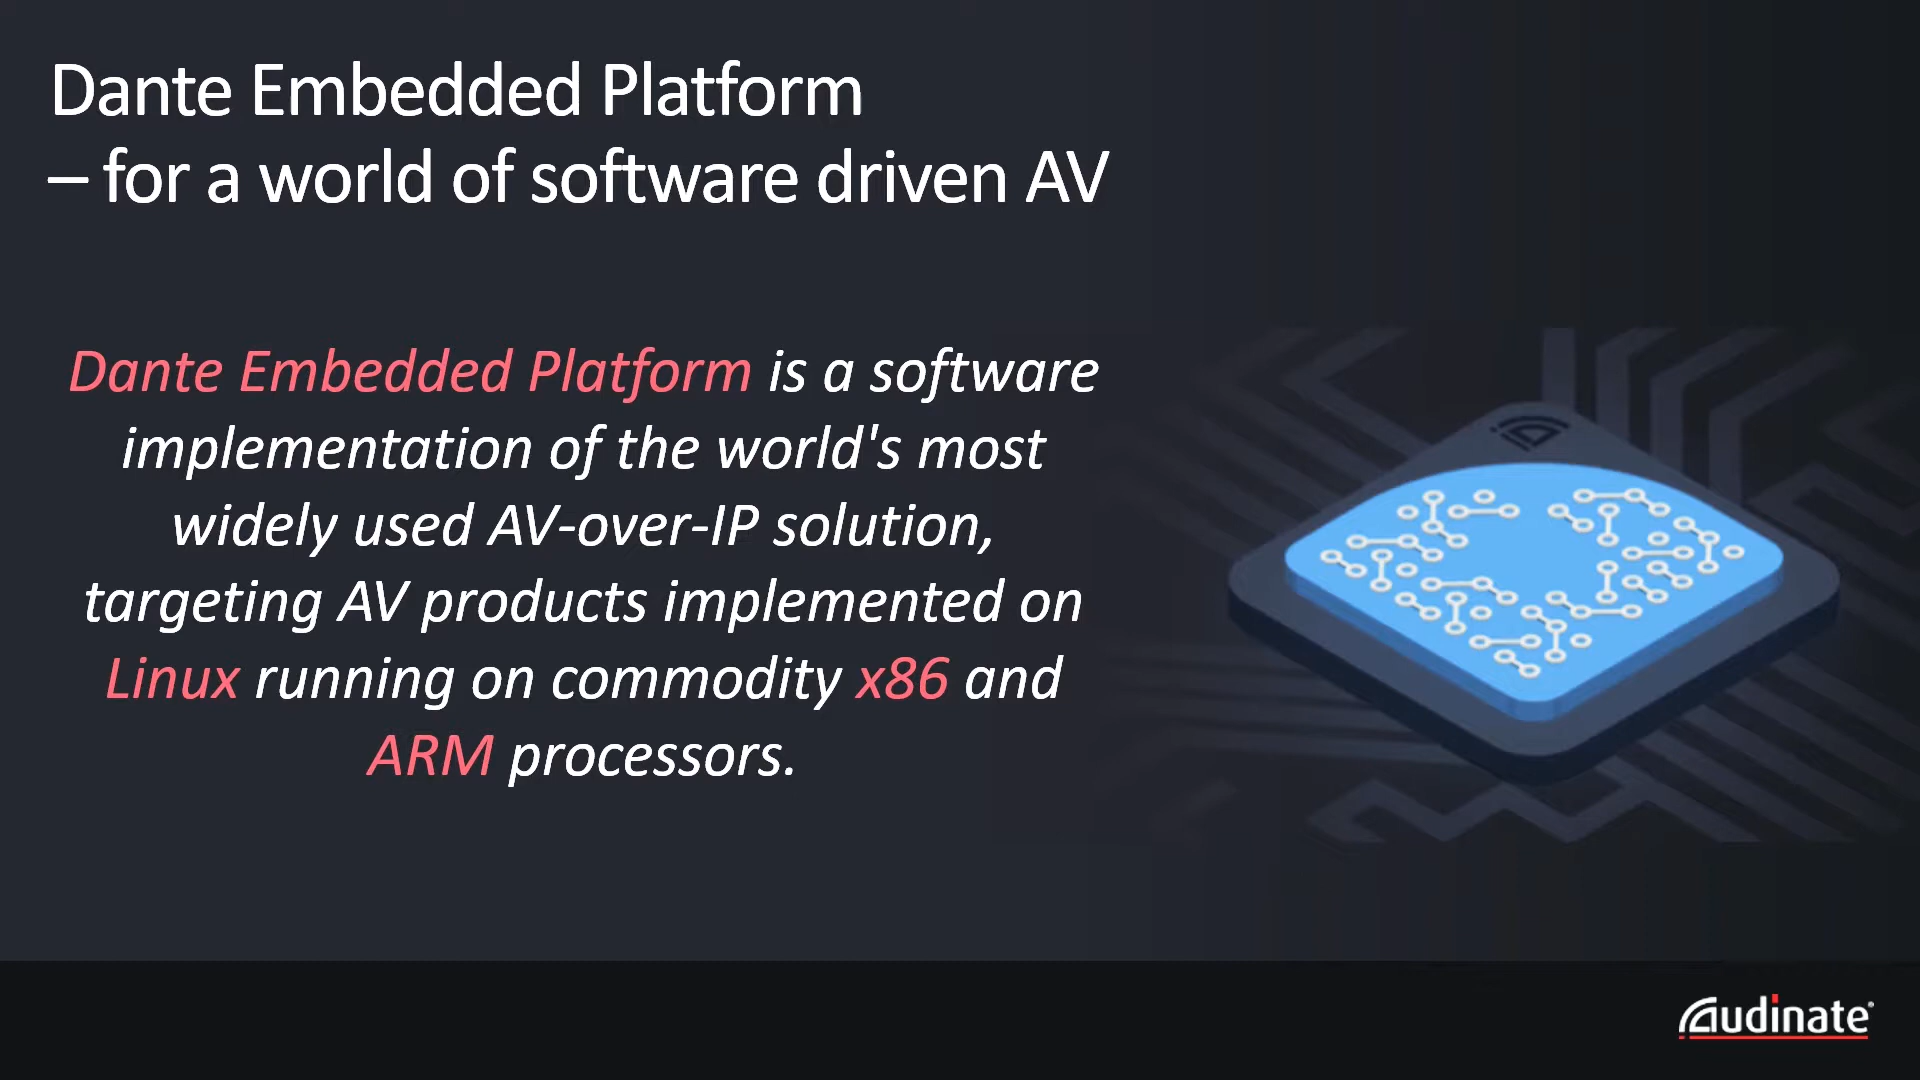 Dante Embedded Platform
– for a world of software driven AV
Dante Embedded Platform is a software
implementation of the world's most
widely used AV-over-IP solution,
targeting AV products implemented on
Linux running on commodity x86 and
ARM processors.
Audinate®